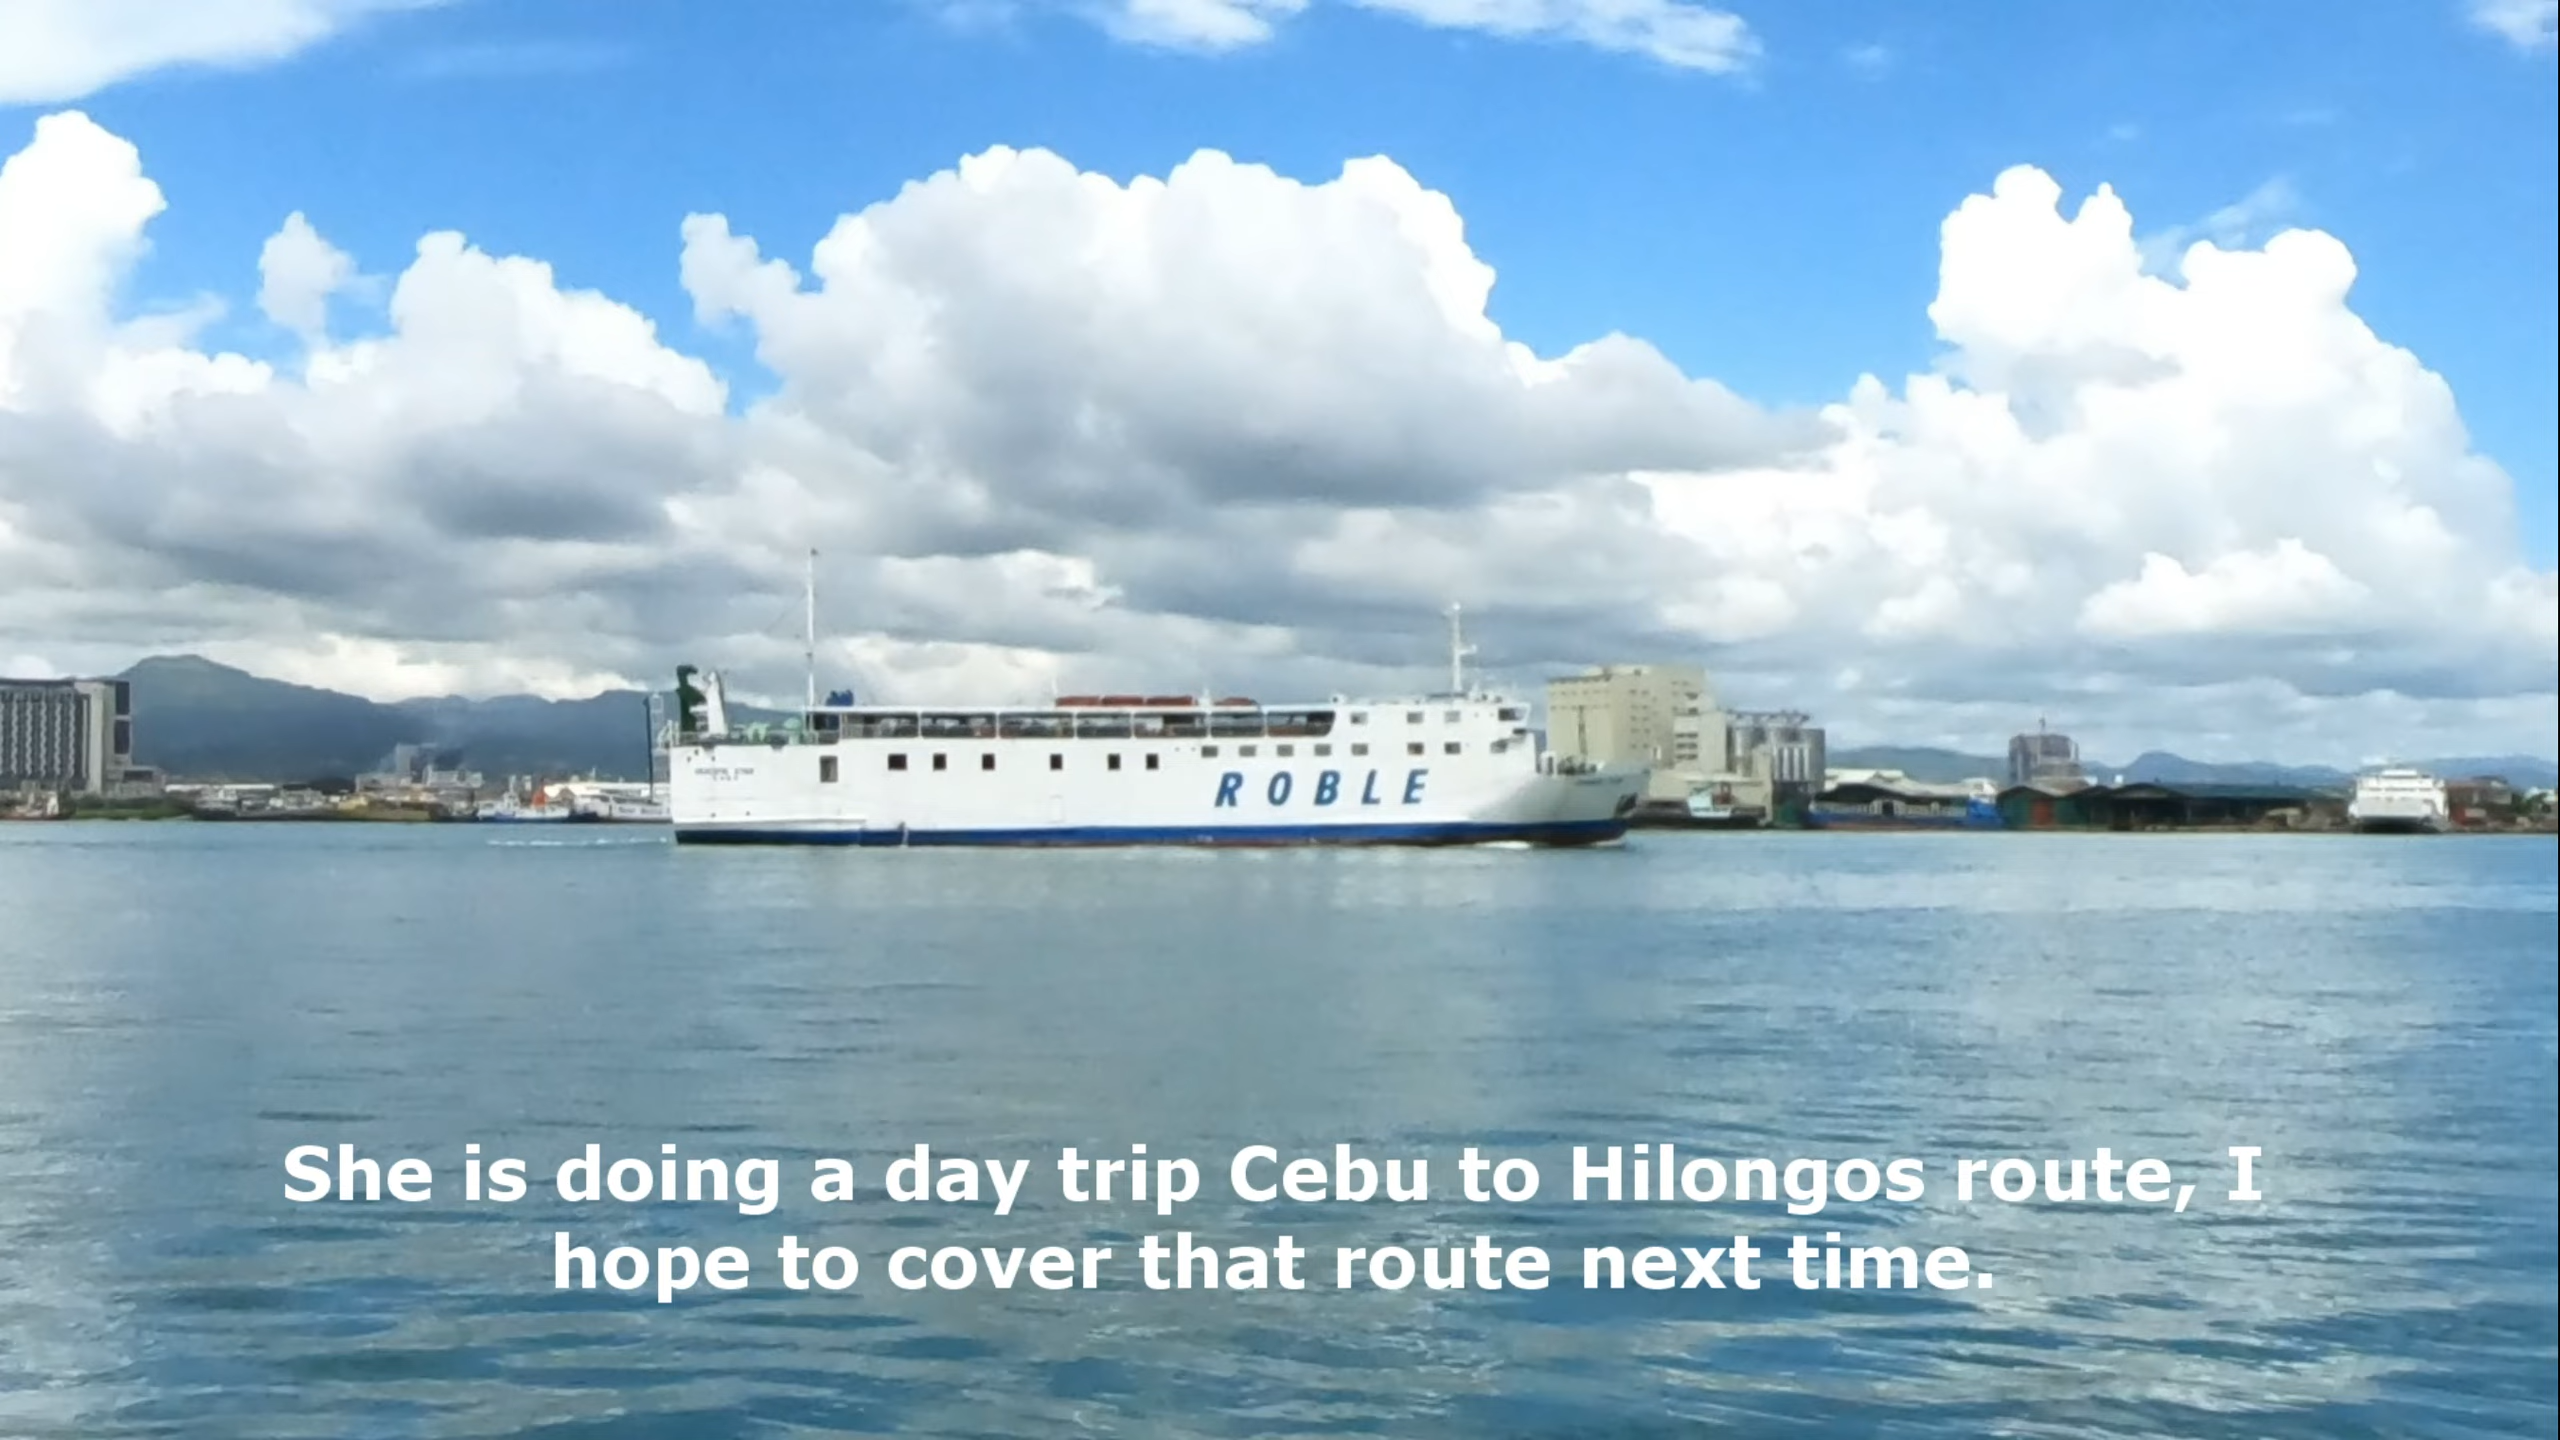 ROBLE
She is doing a day trip Cebu to Hilongos route, I
hope to cover that route next time.